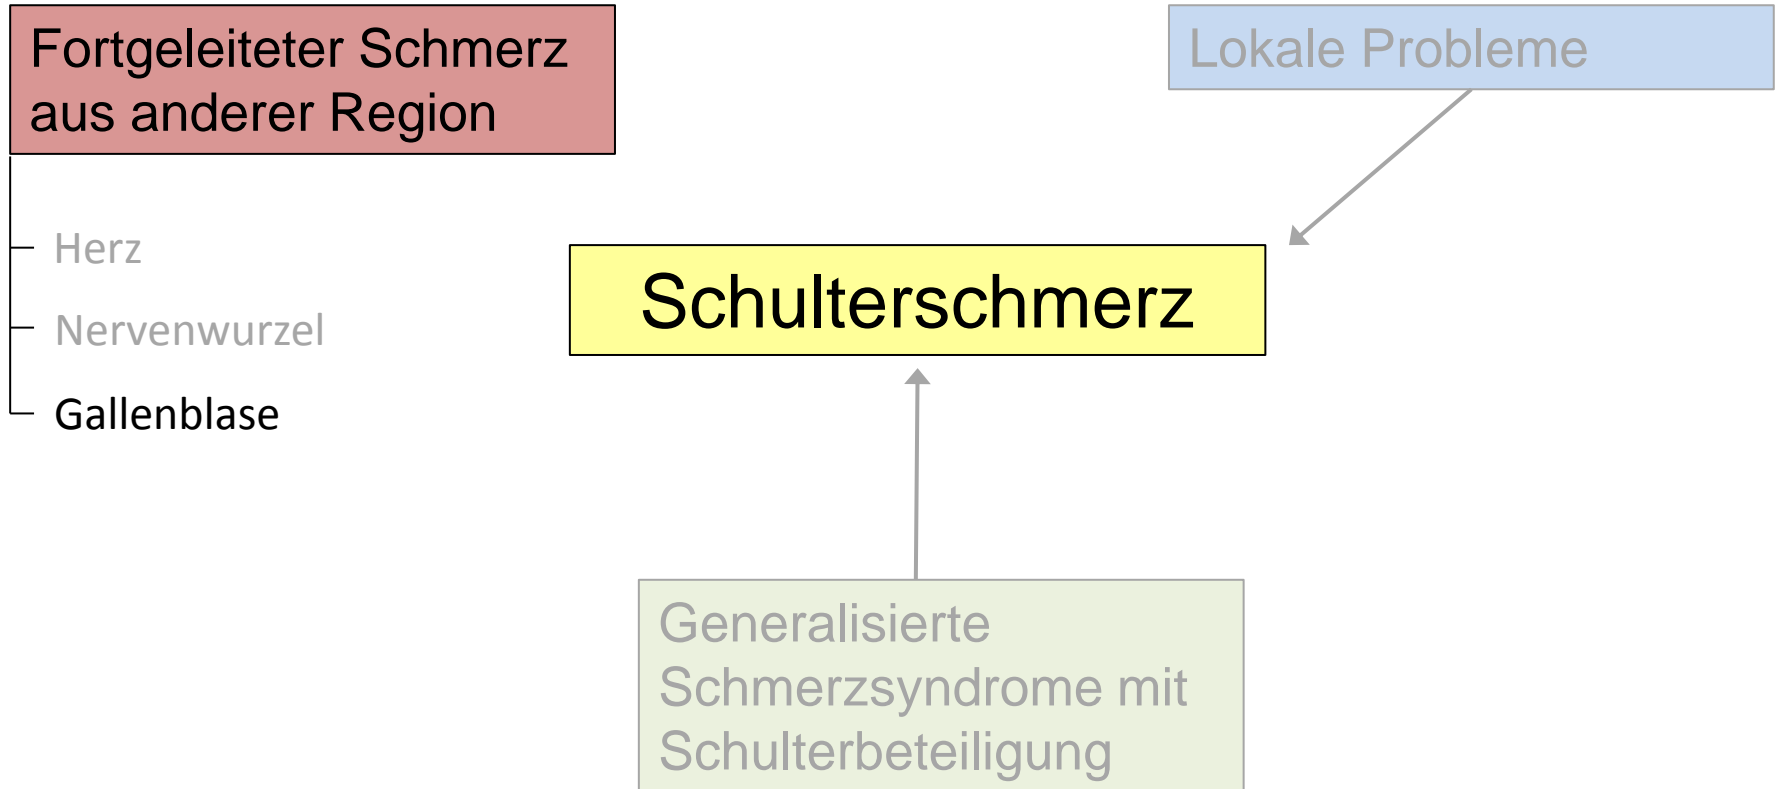 Fortgeleiteter Schmerz
aus anderer Region
Lokale Probleme
Herz
Nervenwurzel
Gallenblase
Schulterschmerz
Generalisierte
Schmerzsyndrome mit
Schulterbeteiligung